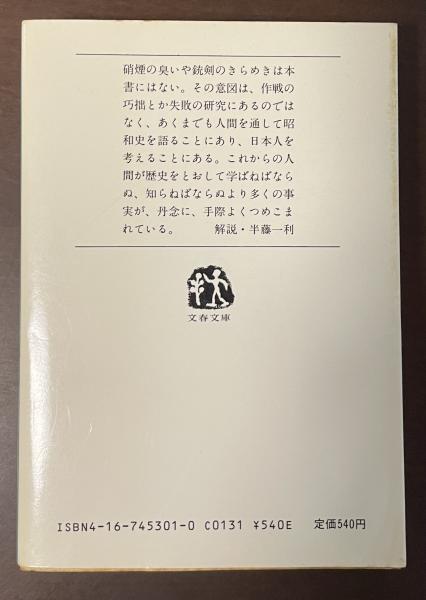 硝煙の臭いや銃剣のきらめきは本
書にはない。その意図は、作戦の
巧拙とか失敗の研究にあるのでは
なく、あくまでも人間を通して昭
和史を語ることにあり、日本人を
考えることにある。これからの人
間が歴史をとおして学ばねばなら
ぬ、知らねばならぬより多くの事
実が、丹念に、手際よくつめこま
れている。 解説・半藤一利
文春文庫
ISBN4-16-745301-0 C0131 ¥540E 定価540円